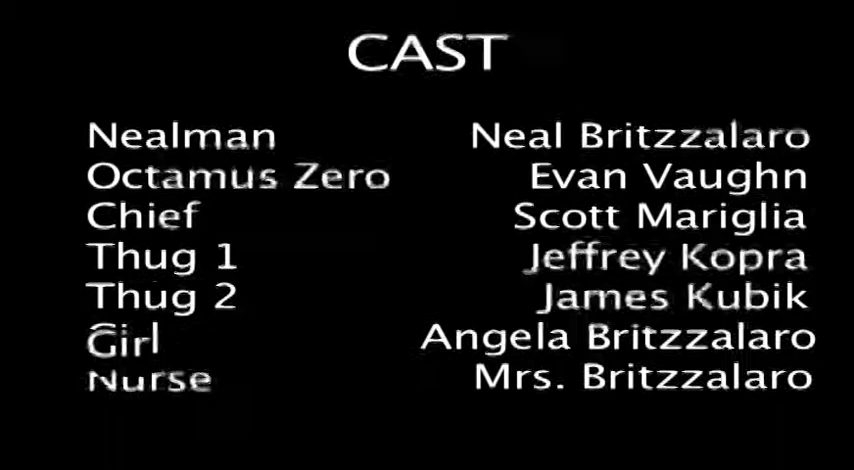 CAST
Nealman Neal Britzzalaro
Octamus Zero Evan Vaughn
Chief Scott Mariglia
Thug 1 Jeffrey Kopra
Thug 2 James Kubik
Girl Angela Britzzalaro
Nurse Mrs. Britzzalaro